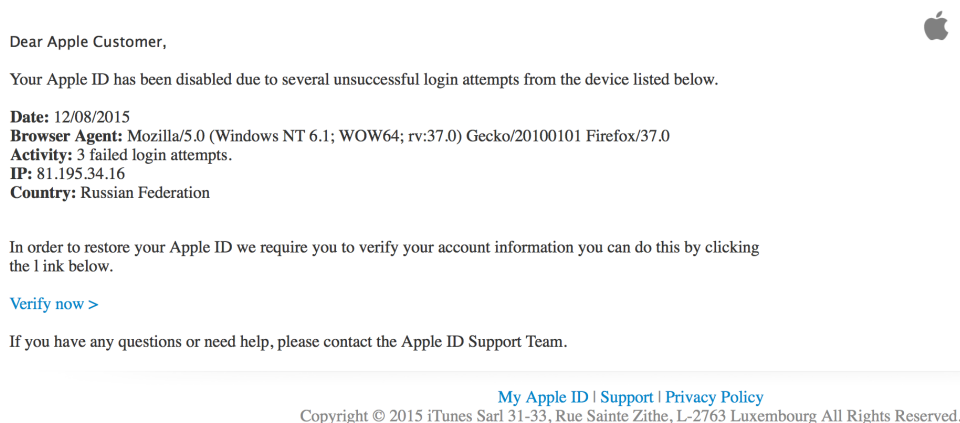 Dear Apple Customer,
Your Apple ID has been disabled due to several unsuccessful login attempts from the device listed below.
Date: 12/08/2015
Browser Agent: Mozilla/5.0 (Windows NT 6.1; WOW64; rv:37.0) Gecko/20100101 Firefox/37.0
Activity: 3 failed login attempts.
IP: 81.195.34.16
Country: Russian Federation
In order to restore your Apple ID we require you to verify your account information you can do this by clicking
the l ink below.
Verify now >
If you have any questions or need help, please contact the Apple ID Support Team.
My Apple ID | Support | Privacy Policy
Copyright © 2015 iTunes Sarl 31-33, Rue Sainte Zithe, L-2763 Luxembourg All Rights Reserved.